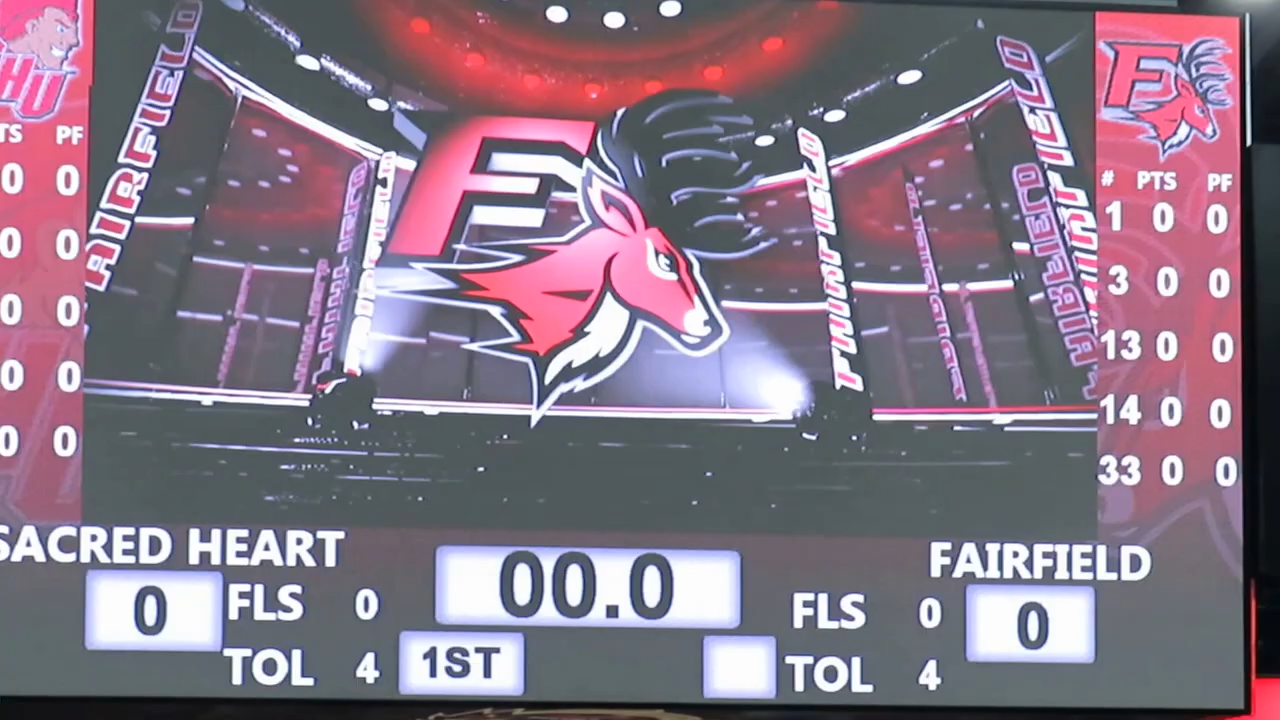 HU
TS PF
0 0
0 0
0 0
0 0
0 0
FAIRFIELD
FAIRFIELD
F
FAIRFIELD
FAIRFIELD
FAIRFIELD
F
# PTS PF
1 0 0
3 0 0
13 0 0
14 0 0
33 0 0
SACRED HEART
0
FLS 0
TOL 4
00.0
1ST
FAIRFIELD
FLS 0
0
TOL 4